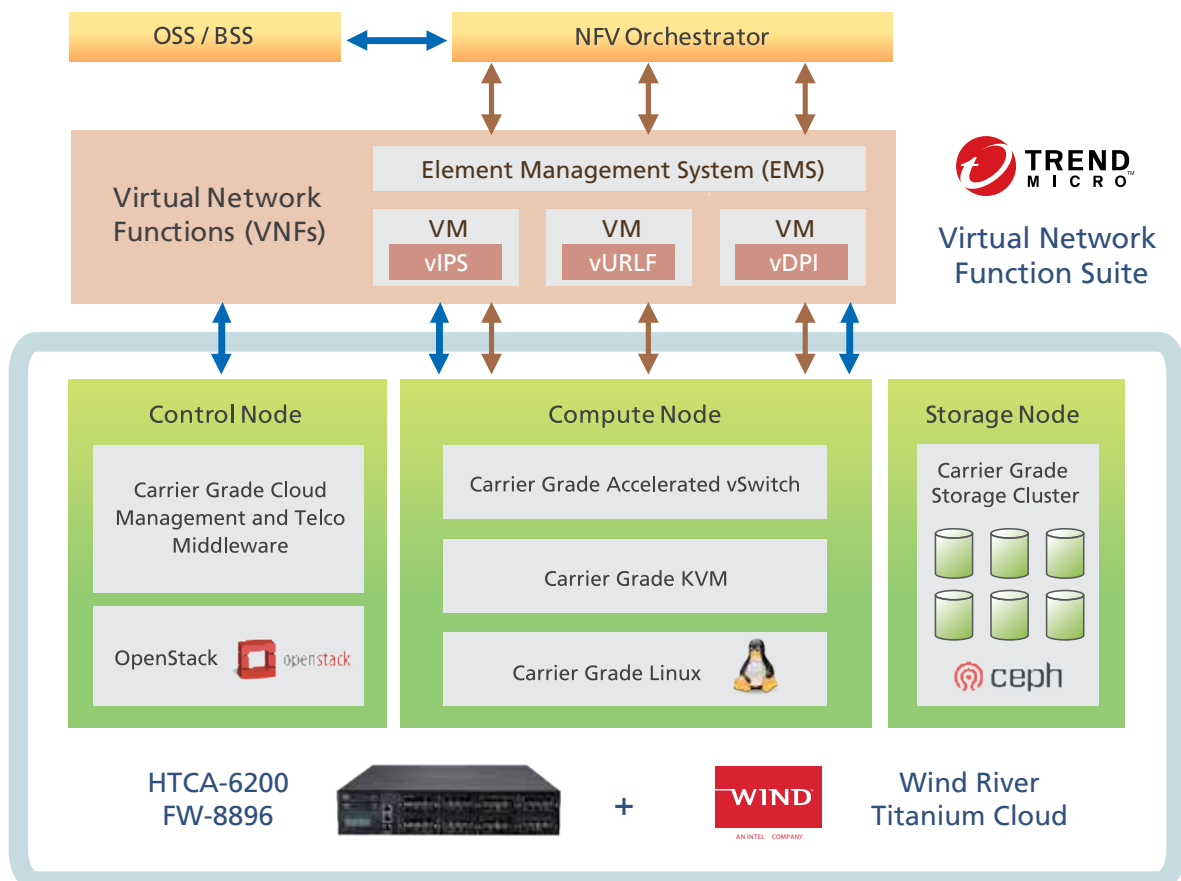 OSS / BSS
NFV Orchestrator
Element Management System (EMS)
Virtual Network
Functions (VNFs)
VM
vIPS
VM
vURLF
VM
vDPI
TREND
MICRO™
Virtual Network
Function Suite
Control Node
Carrier Grade Cloud
Management and Telco
Middleware
OpenStack
openstack
Compute Node
Carrier Grade Accelerated vSwitch
Carrier Grade KVM
Carrier Grade Linux
Storage Node
Carrier Grade
Storage Cluster
ceph
HTCA-6200
FW-8896
+
WIND
AN INTEL COMPANY
Wind River
Titanium Cloud